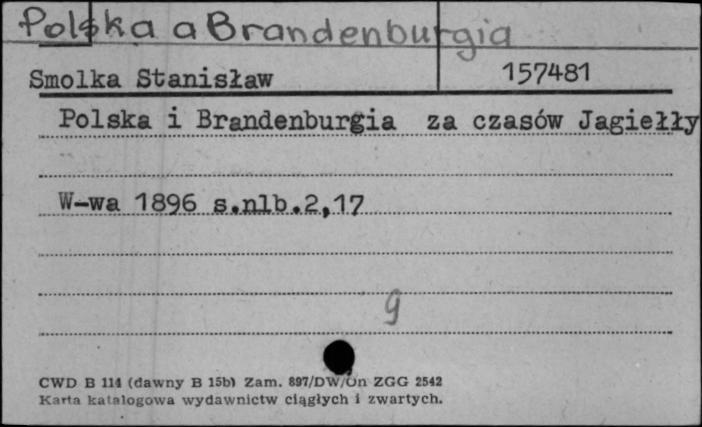 Polska a Brandenburgia
Smolka Stanisław
157481
Polska i Brandenburgia za czasów Jagiełły
W-wa 1896 s.nlb.2,17
g
CWD B 114 (dawny B 15b) Zam. 897/DW/On ZGG 2542
Karta katalogowa wydawnictw ciągłych i zwartych.